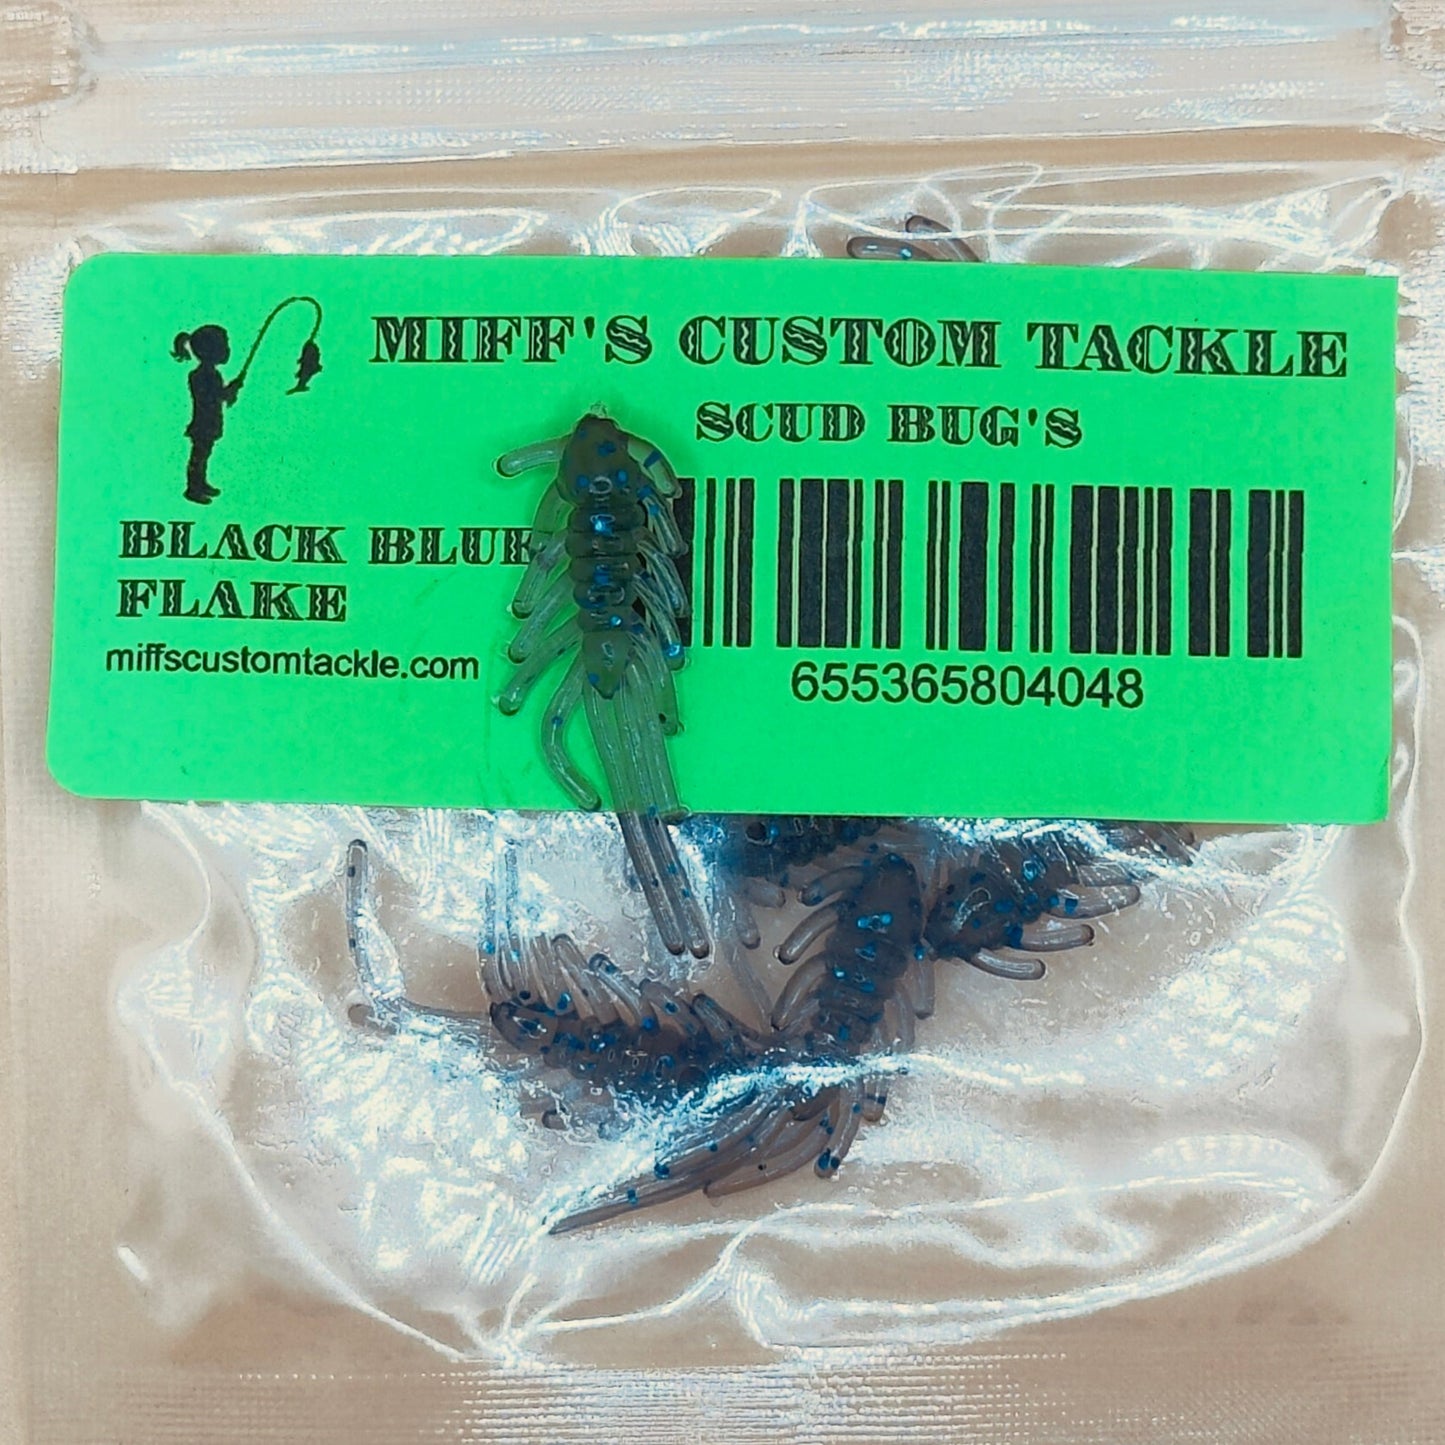 MIFF'S CUSTOM TACKLE
SCUD BUG'S
BLACK BLUE
FLAKE
miffscustomtackle.com
655365804048